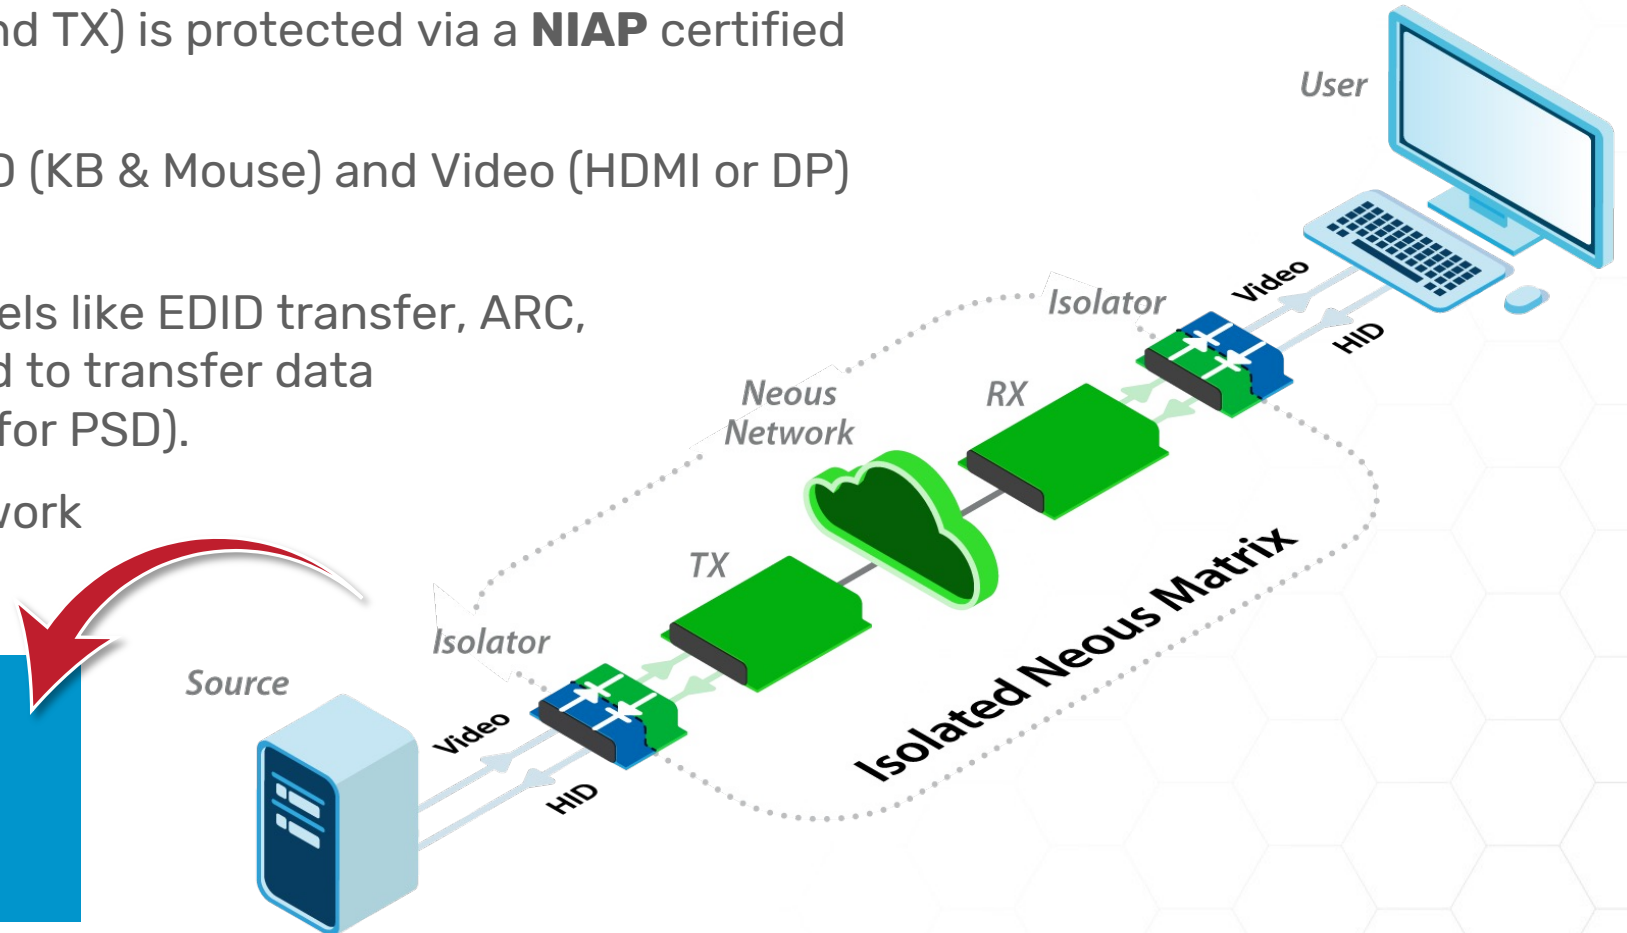 nd TX) is protected via a NIAP certified
D (KB & Mouse) and Video (HDMI or DP)
els like EDID transfer, ARC,
d to transfer data
for PSD).
work
User
Video
HID
Isolator
RX
Neous
Network
TX
Isolator
Isolated Neous Matrix
Source
Video
HID